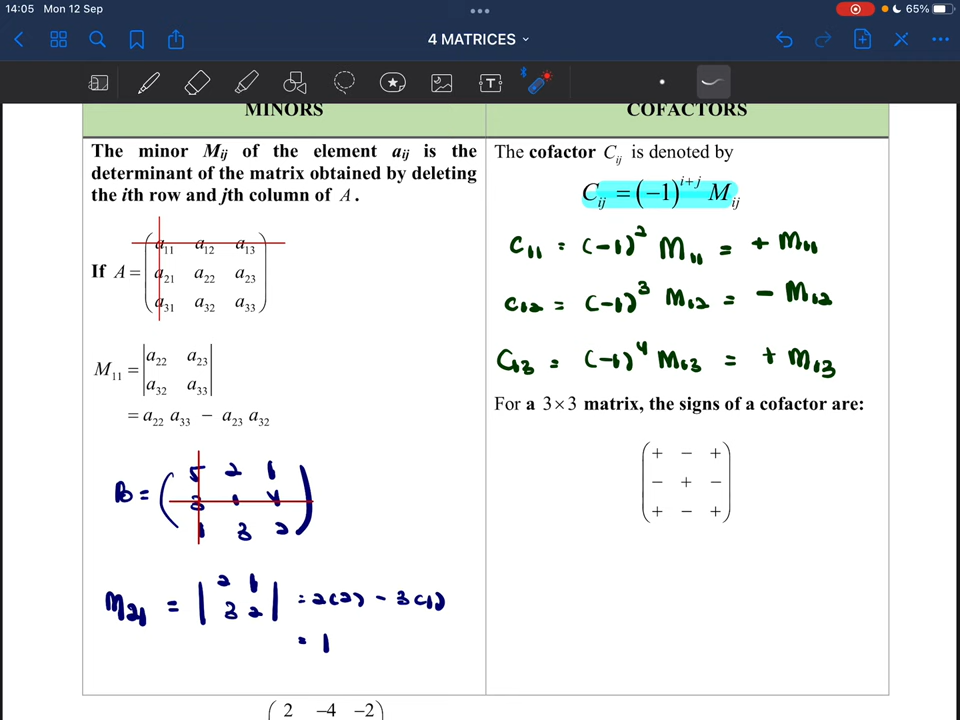 14:05 Mon 12 Sep
65%
4 MATRICES
MINORS
The minor Mij of the element aij is the
determinant of the matrix obtained by deleting
the ith row and jth column of A .
If A = ( a11 a12 a13
a21 a22 a23
a31 a32 a33 )
M11 = | a22 a23
a32 a33 |
= a22 a33 − a23 a32
B = ( 5 2 1
3 1 4
1 3 2 )
M21 = | 2 1
3 2 | = 2(2) - 3(1)
= 1
COFACTORS
The cofactor Cij is denoted by
Cij = (−1)^i+j Mij
C11 = (-1)^2 M11 = + M11
C12 = (-1)^3 M12 = - M12
C13 = (-1)^4 M13 = + M13
For a 3×3 matrix, the signs of a cofactor are:
( + − +
− + −
+ − + )
( 2 −4 −2